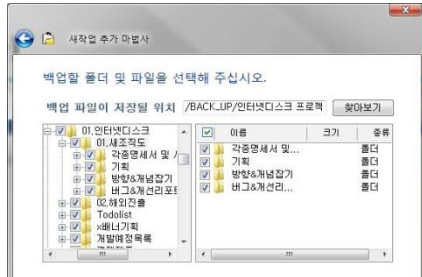 새작업 추가 마법사
백업할 폴더 및 파일을 선택해 주십시오.
백업 파일이 저장될 위치 /BACK_UP/인터넷디스크 프로젝 찾아보기
01.인터넷디스크
01.새조직도
각종명세서 및
기획
방향&개념잡기
버그&개선리포트
02.해외진출
Todolist
x배너기획
개발예정목록
이름 크기 종류
각종명세서 및... 폴더
기획 폴더
방향&개념잡기 폴더
버그&개선리... 폴더